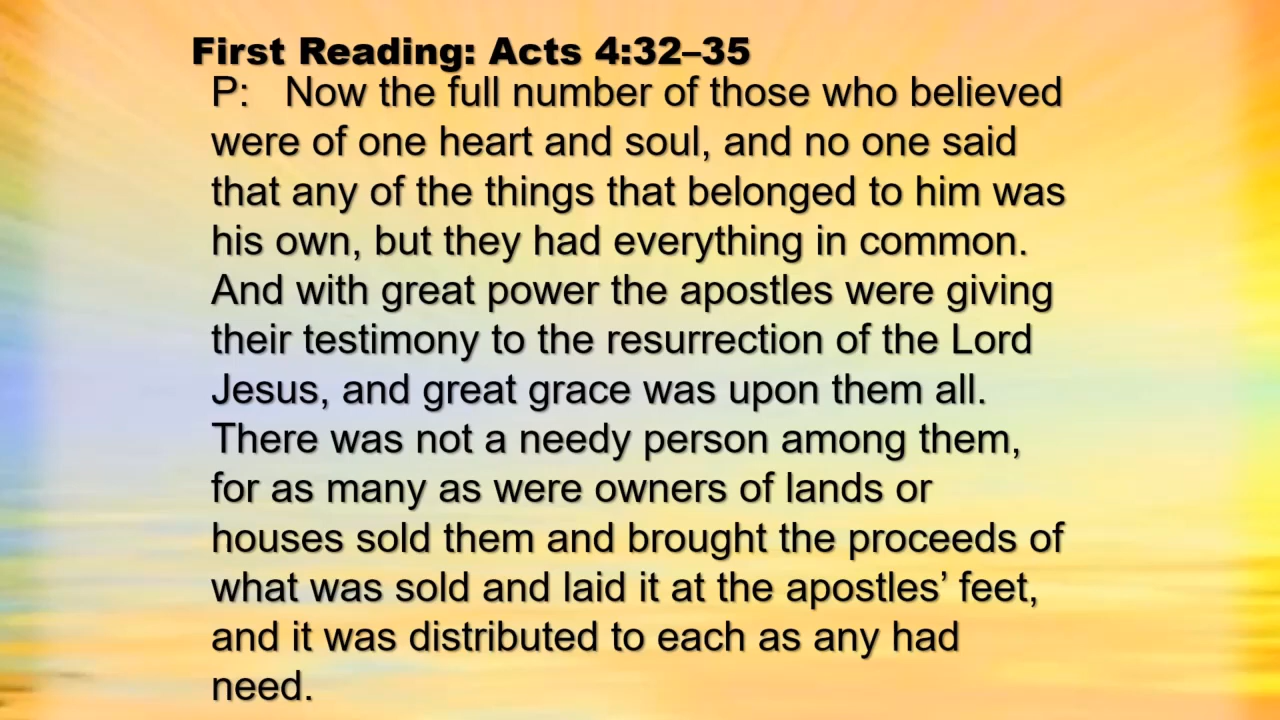 First Reading: Acts 4:32–35
P: Now the full number of those who believed
were of one heart and soul, and no one said
that any of the things that belonged to him was
his own, but they had everything in common.
And with great power the apostles were giving
their testimony to the resurrection of the Lord
Jesus, and great grace was upon them all.
There was not a needy person among them,
for as many as were owners of lands or
houses sold them and brought the proceeds of
what was sold and laid it at the apostles’ feet,
and it was distributed to each as any had
need.